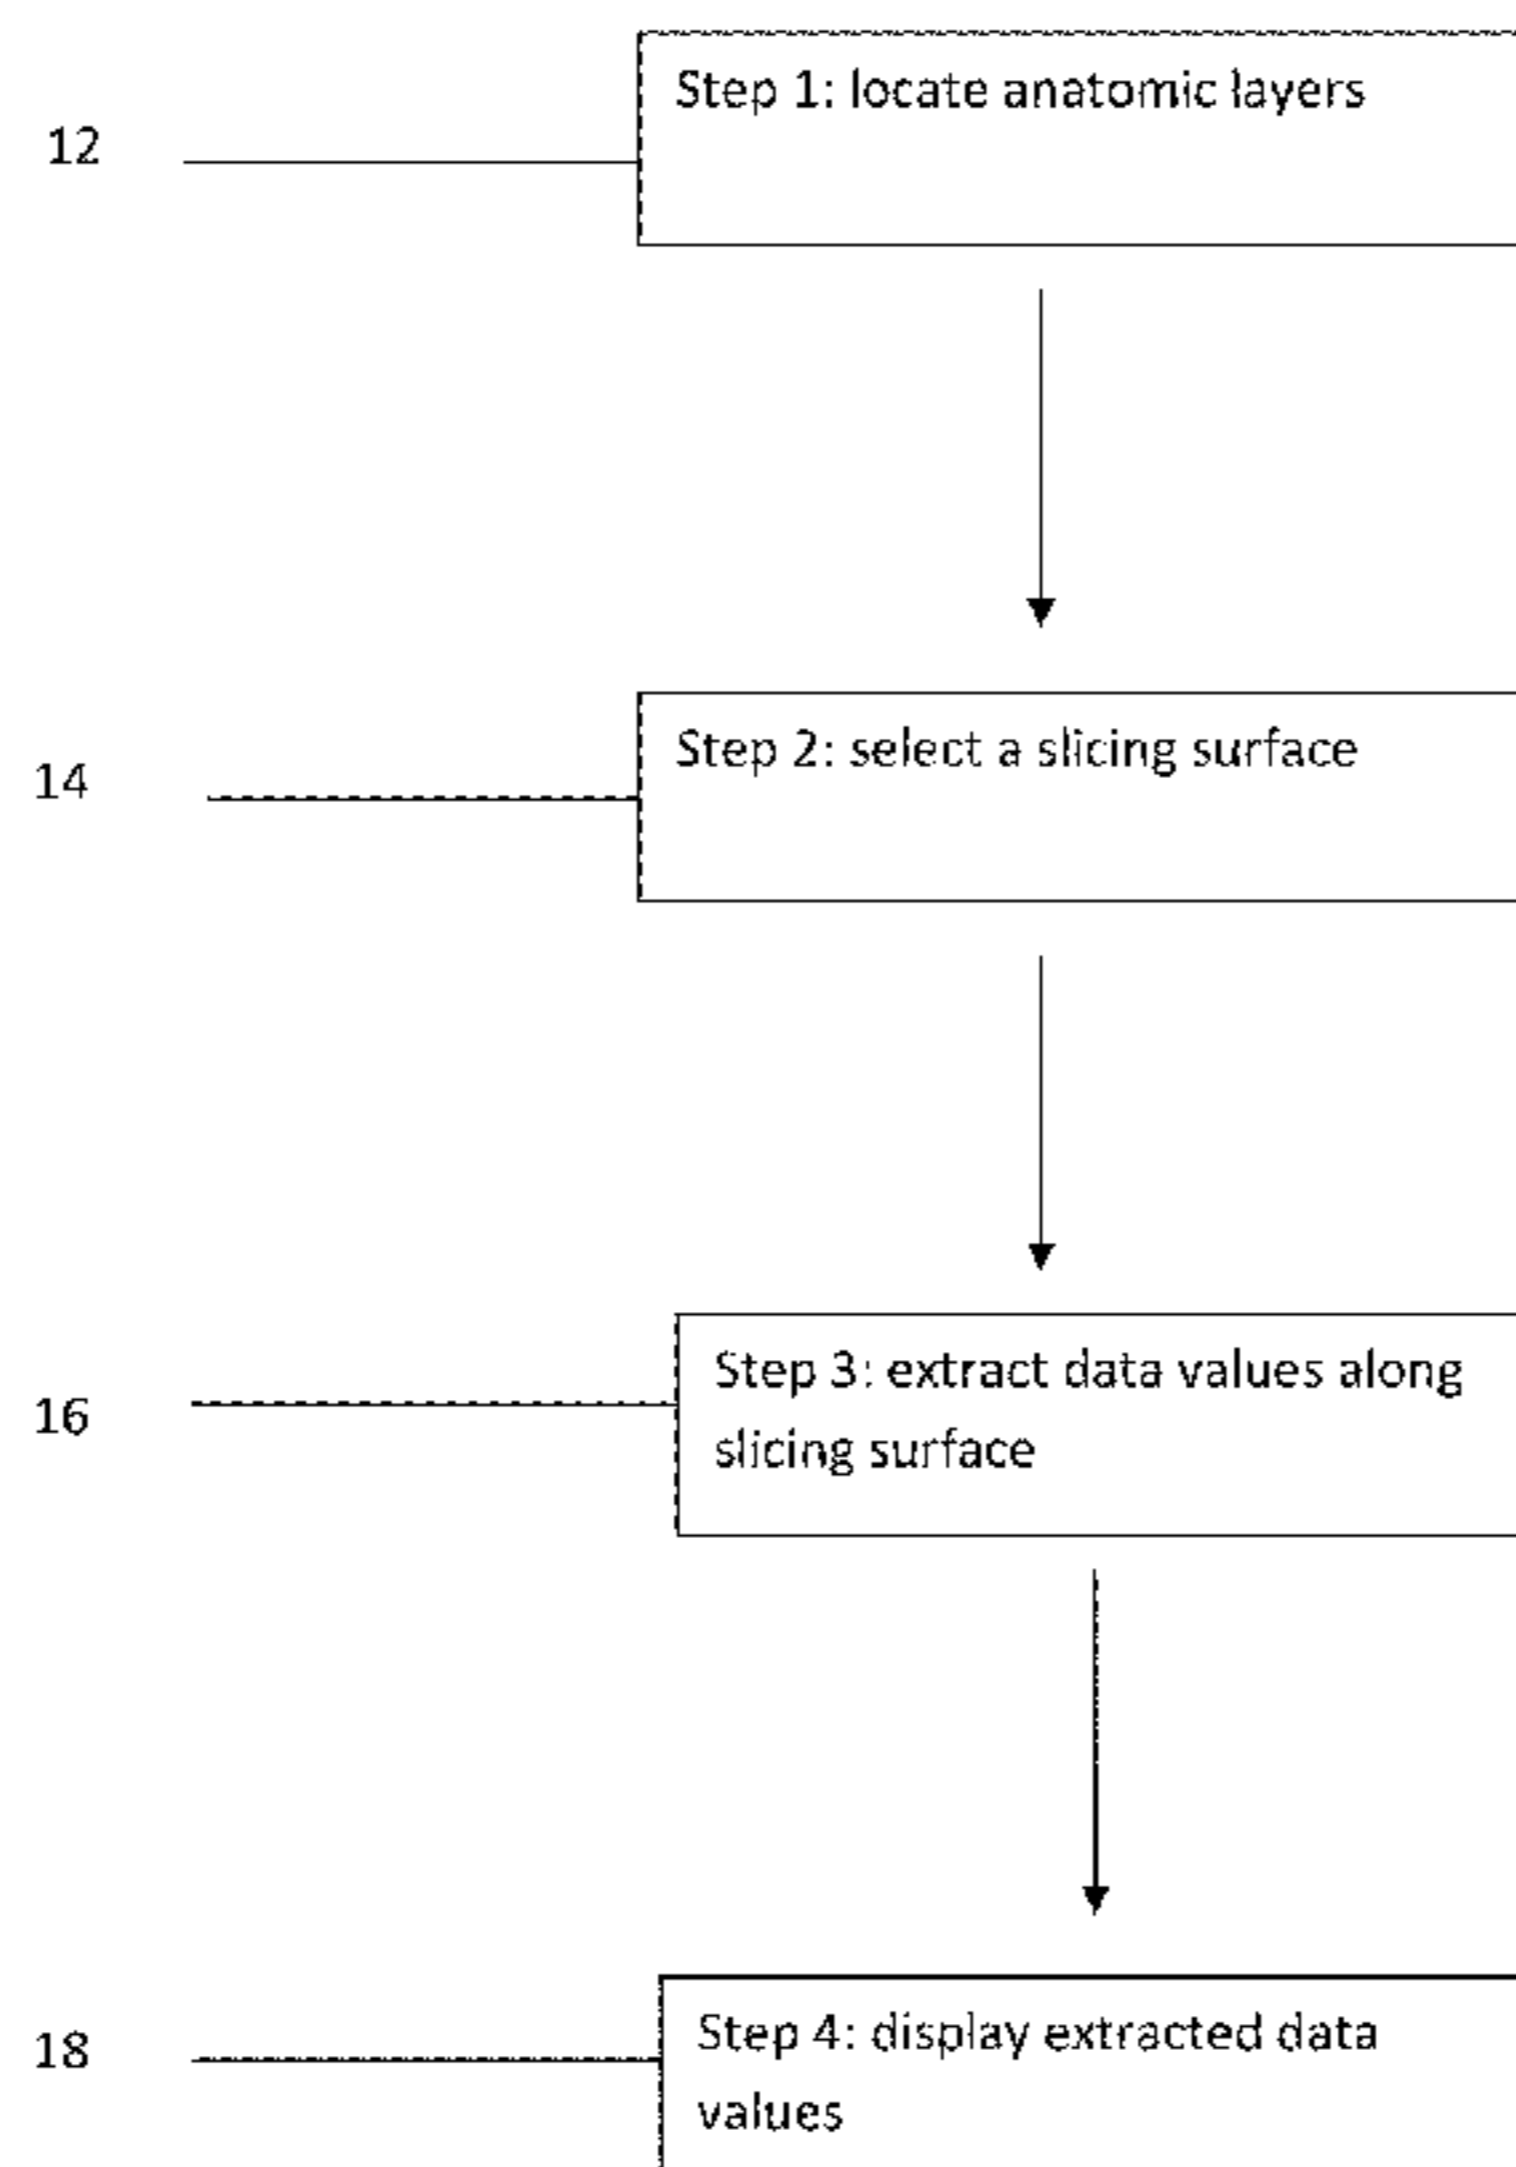 12
Step 1: locate anatomic layers
14
Step 2: select a slicing surface
16
Step 3: extract data values along
slicing surface
18
Step 4: display extracted data
values